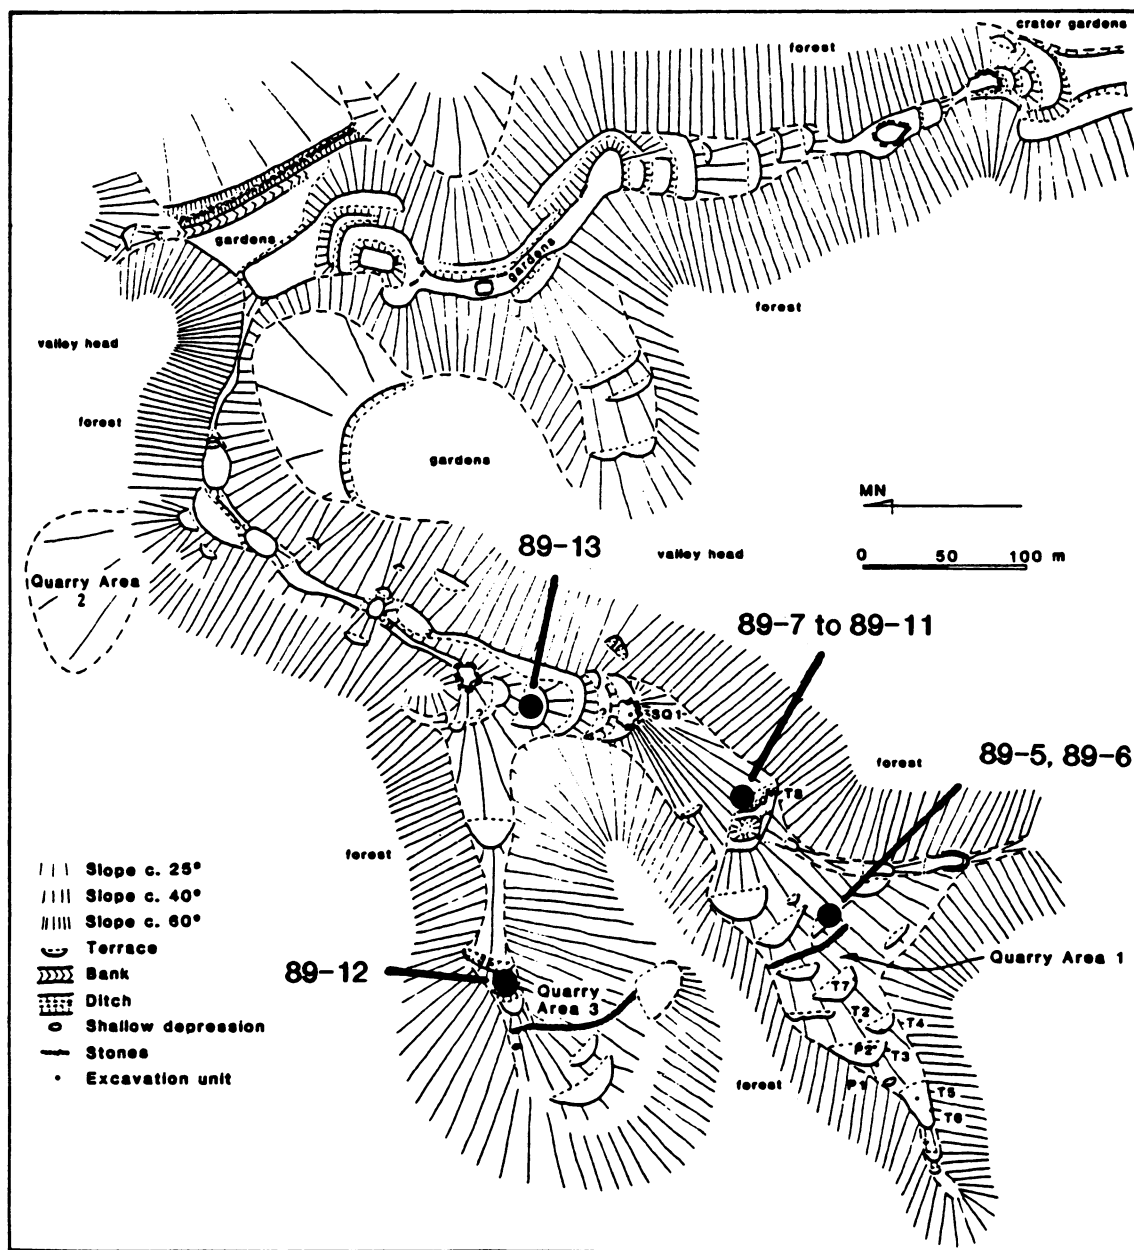 crater gardens
forest
gardens
gardens
forest
valley head
forest
gardens
MN
0 50 100 m
89-13
valley head
Quarry Area
2
89-7 to 89-11
SQ1
?
?
89-5, 89-6
forest
T8
forest
Slope c. 25°
Slope c. 40°
Slope c. 60°
Terrace
Bank
Ditch
Shallow depression
Stones
Excavation unit
89-12
Quarry
Area 3
Quarry Area 1
T7
T2
T4
P2
T3
forest
P1
T5
T6